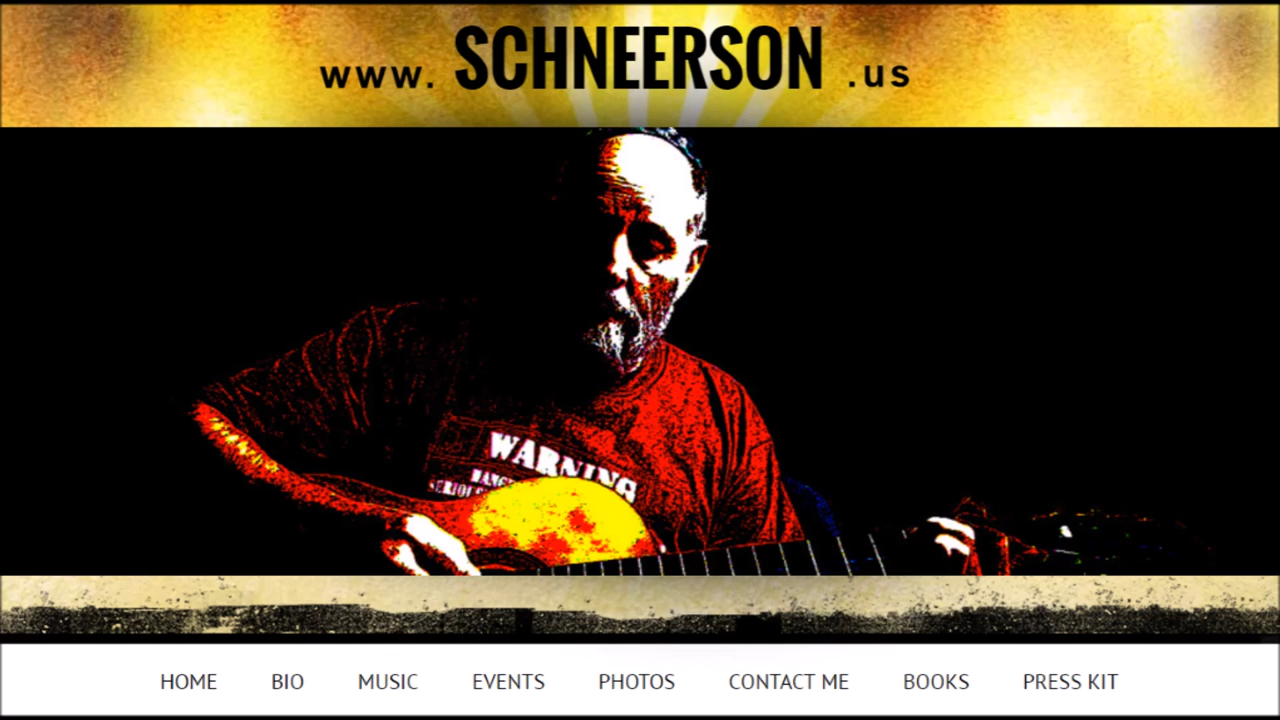 www. SCHNEERSON .us
WARNING
HOME BIO MUSIC EVENTS PHOTOS CONTACT ME BOOKS PRESS KIT